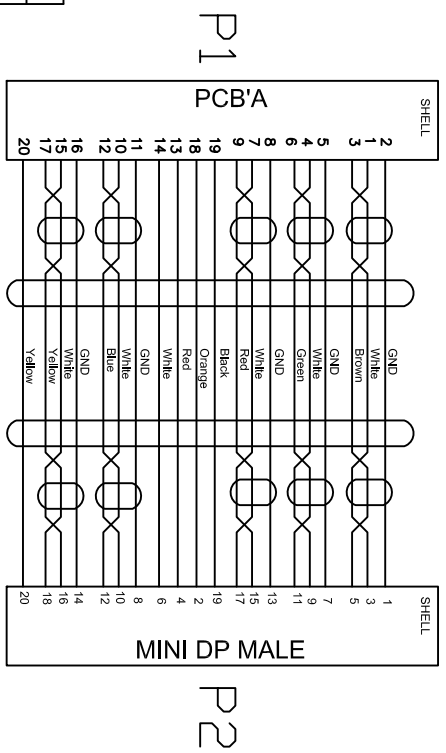 P1
PCB'A
SHELL SHELL
2 GND 1
1 White 3
3 Brown 5
5 GND 7
4 White 9
6 Green 11
8 GND 13
7 White 15
9 Red 17
19 Black 19
18 Orange 2
13 Red 4
14 White 6
11 GND 8
10 White 10
12 Blue 12
16 GND 14
15 White 16
17 Yellow 18
20 Yellow 20
MINI DP MALE
P2